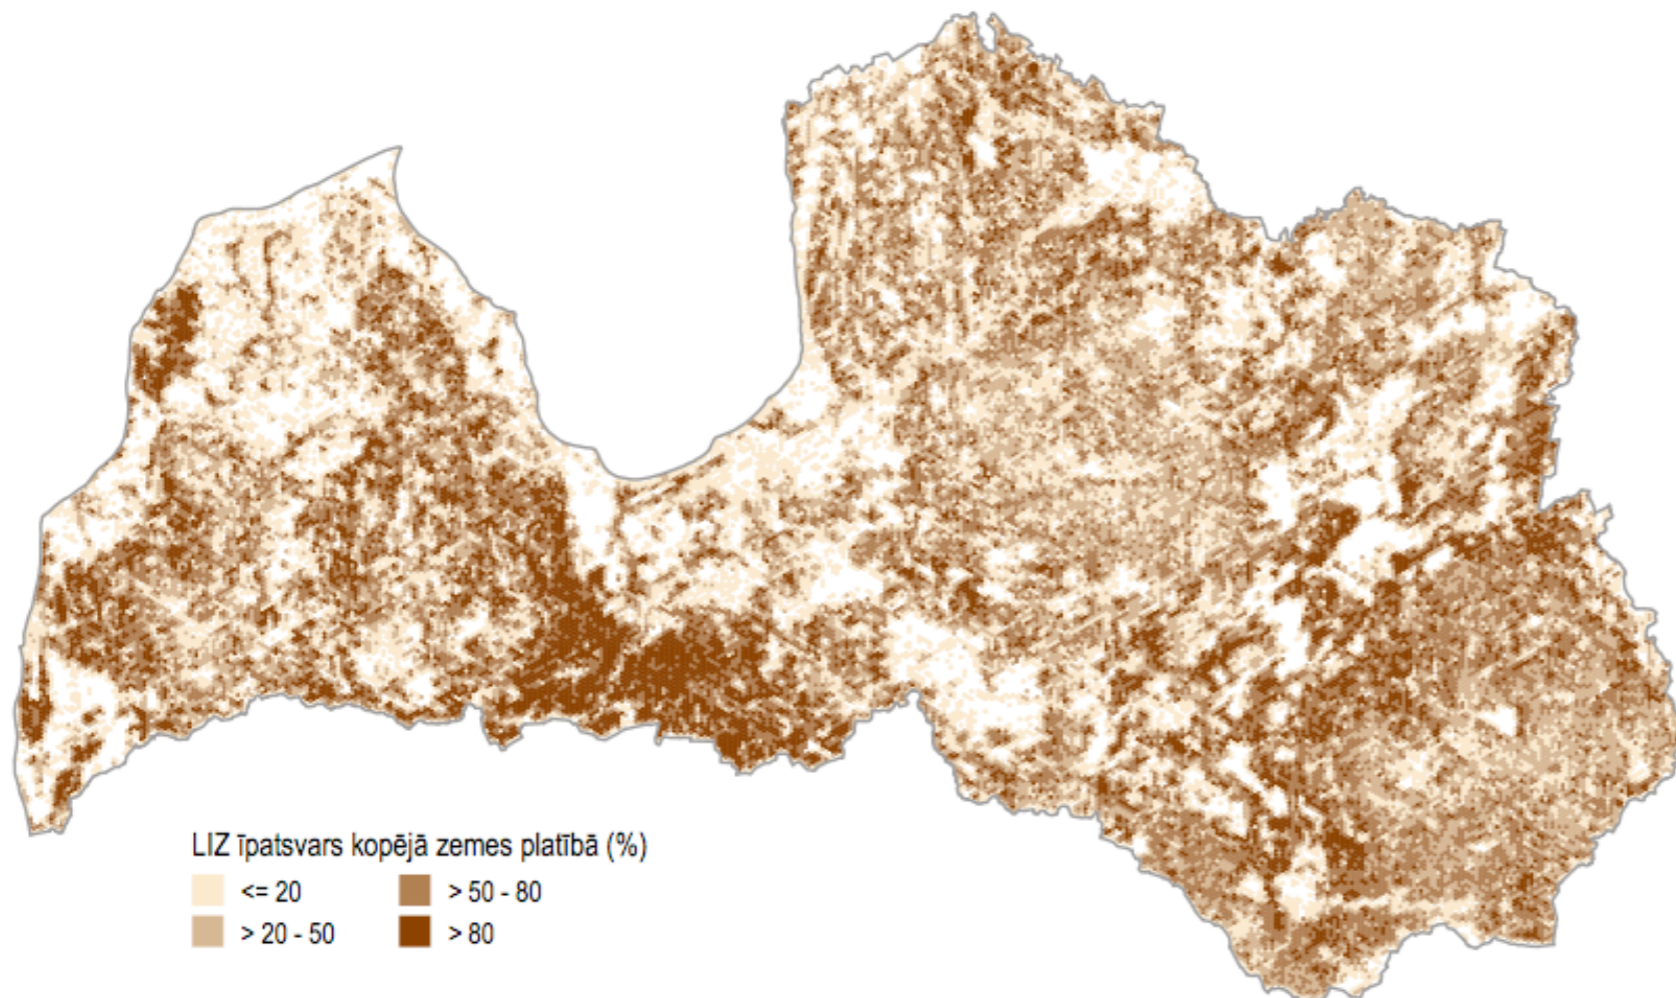 LIZ īpatsvars kopējā zemes platībā (%)
<= 20
> 50 - 80
> 20 - 50
> 80